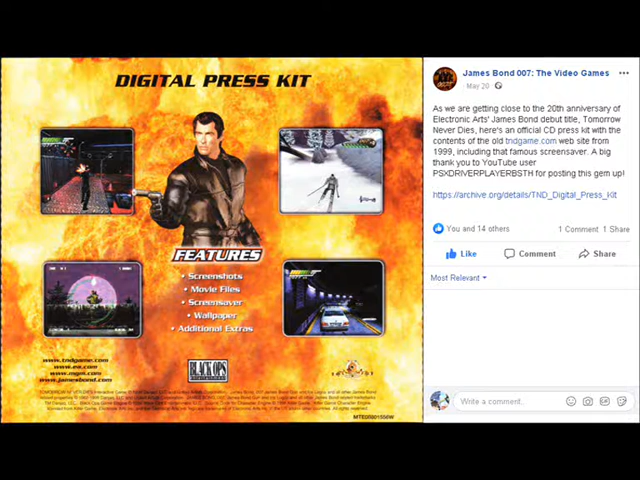 DIGITAL PRESS KIT
FEATURES
• Screenshots
• Movie Files
• Screensaver
• Wallpaper
• Additional Extras
www.tndgame.com
www.ea.com
www.mgm.com
www.jamesbond.com
BLACK OPS
MTE08801555W
James Bond 007: The Video Games
May 20
As we are getting close to the 20th anniversary of
Electronic Arts' James Bond debut title, Tomorrow
Never Dies, here's an official CD press kit with the
contents of the old tndgame.com web site from
1999, including that famous screensaver. A big
thank you to YouTube user
PSXDRIVERPLAYERBSTH for posting this gem up!
https://archive.org/details/TND_Digital_Press_Kit
You and 14 others
1 Comment 1 Share
Like
Comment
Share
Most Relevant
Write a comment...